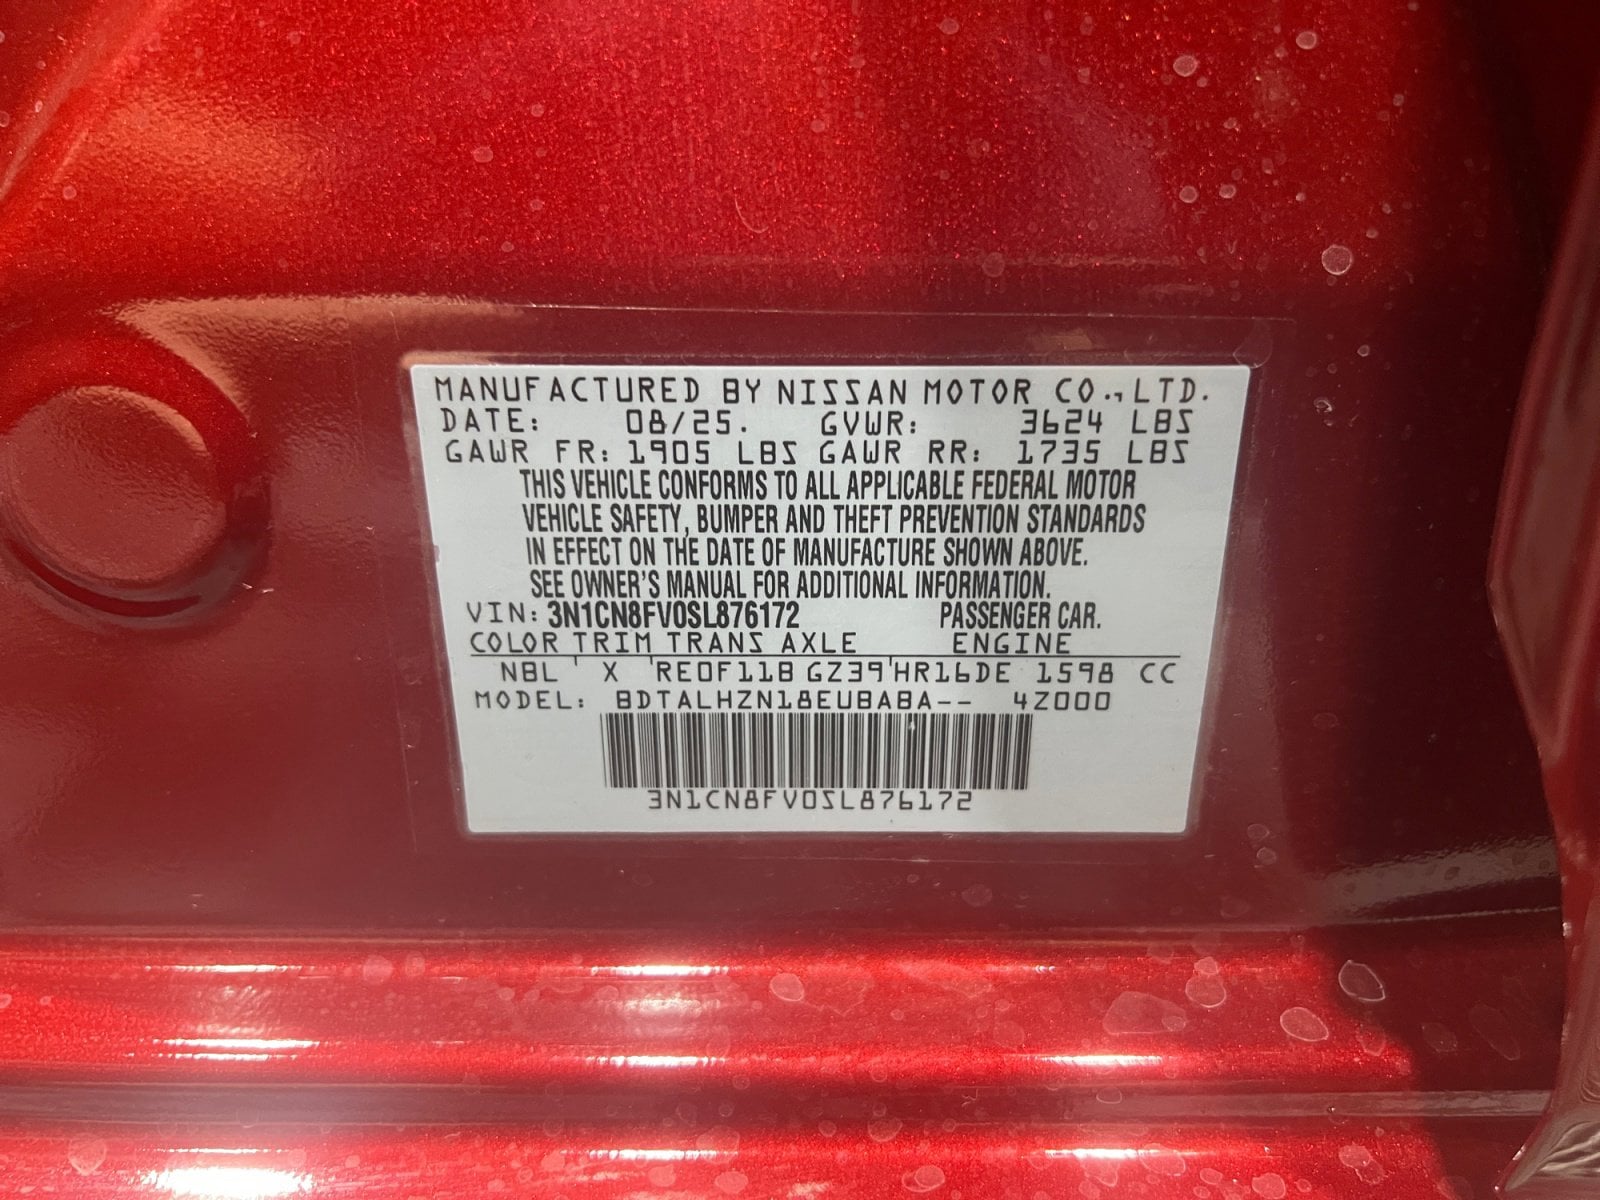 MANUFACTURED BY NISSAN MOTOR CO., LTD.
DATE: 08/25. GVWR: 3624 LBS
GAWR FR: 1905 LBS GAWR RR: 1735 LBS
THIS VEHICLE CONFORMS TO ALL APPLICABLE FEDERAL MOTOR
VEHICLE SAFETY, BUMPER AND THEFT PREVENTION STANDARDS
IN EFFECT ON THE DATE OF MANUFACTURE SHOWN ABOVE.
SEE OWNER'S MANUAL FOR ADDITIONAL INFORMATION.
VIN: 3N1CN8FV0SL876172 PASSENGER CAR.
COLOR TRIM TRANS AXLE ENGINE
NBL ' X 'RE0F11B GZ39'HR16DE 1598 CC
MODEL: BDTALHZN18EUBABA-- 4Z000
3N1CN8FV0SL876172